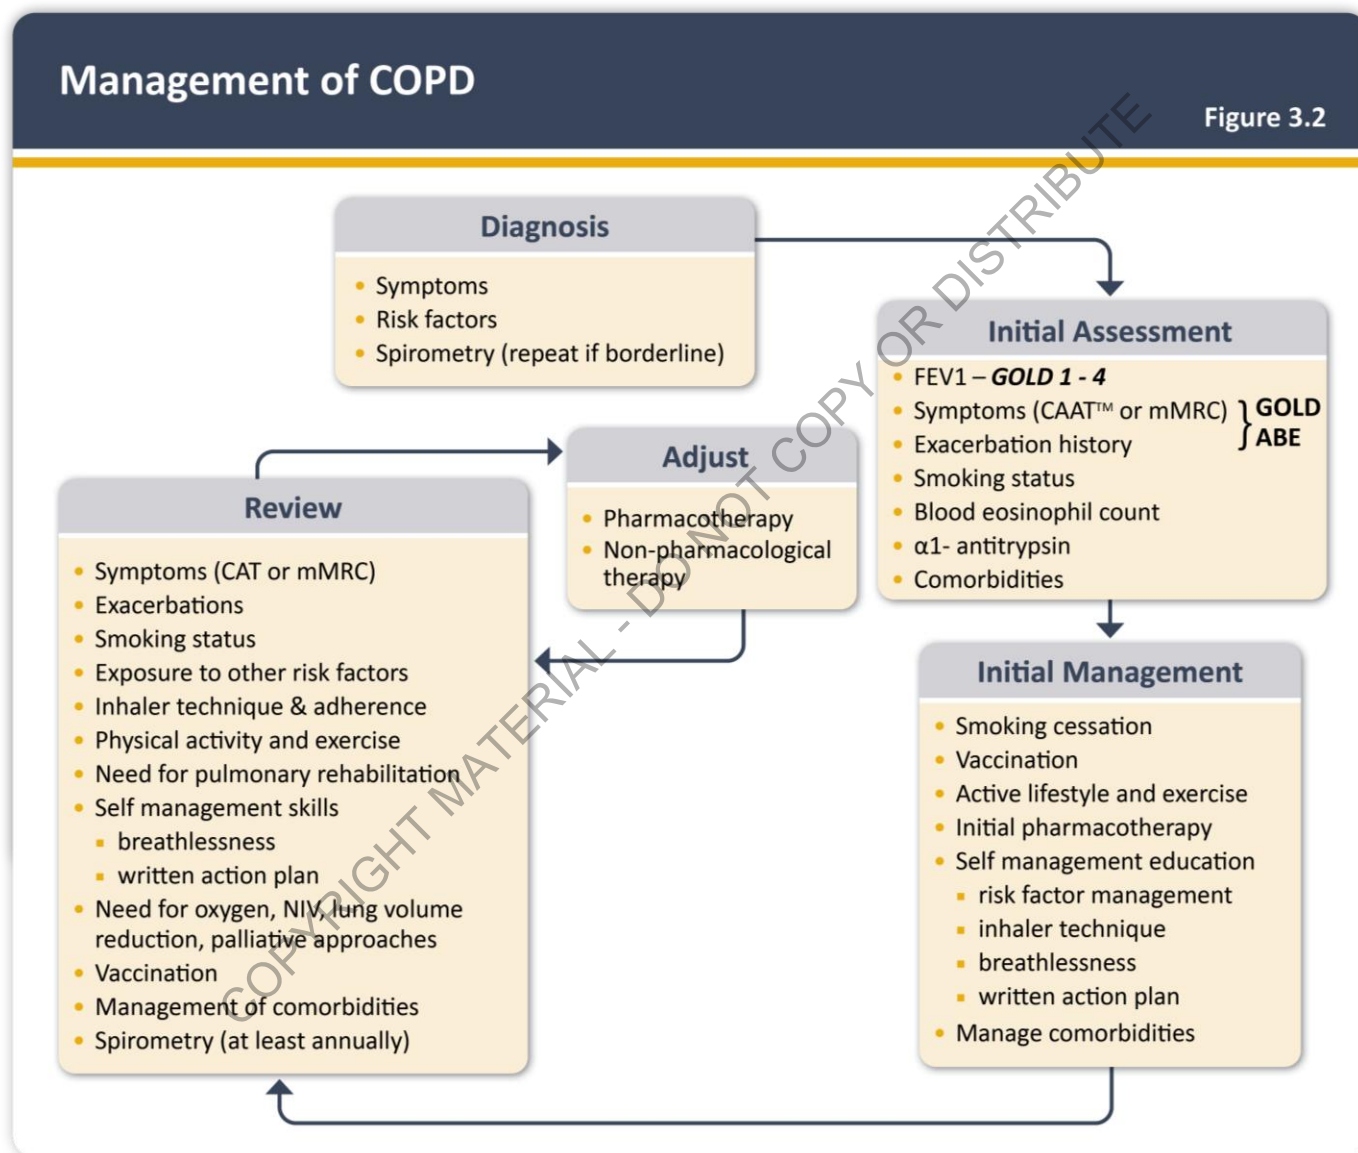 Management of COPD
Figure 3.2
Diagnosis
• Symptoms
• Risk factors
• Spirometry (repeat if borderline)
Initial Assessment
• FEV1 – GOLD 1 - 4
• Symptoms (CAAT™ or mMRC)
• Exacerbation history
} GOLD
ABE
• Smoking status
• Blood eosinophil count
• α1- antitrypsin
• Comorbidities
Initial Management
• Smoking cessation
• Vaccination
• Active lifestyle and exercise
• Initial pharmacotherapy
• Self management education
▪ risk factor management
▪ inhaler technique
▪ breathlessness
▪ written action plan
• Manage comorbidities
Review
• Symptoms (CAT or mMRC)
• Exacerbations
• Smoking status
• Exposure to other risk factors
• Inhaler technique & adherence
• Physical activity and exercise
• Need for pulmonary rehabilitation
• Self management skills
▪ breathlessness
▪ written action plan
• Need for oxygen, NIV, lung volume
reduction, palliative approaches
• Vaccination
• Management of comorbidities
• Spirometry (at least annually)
Adjust
• Pharmacotherapy
• Non-pharmacological
therapy
COPYRIGHT MATERIAL - DO NOT COPY OR DISTRIBUTE